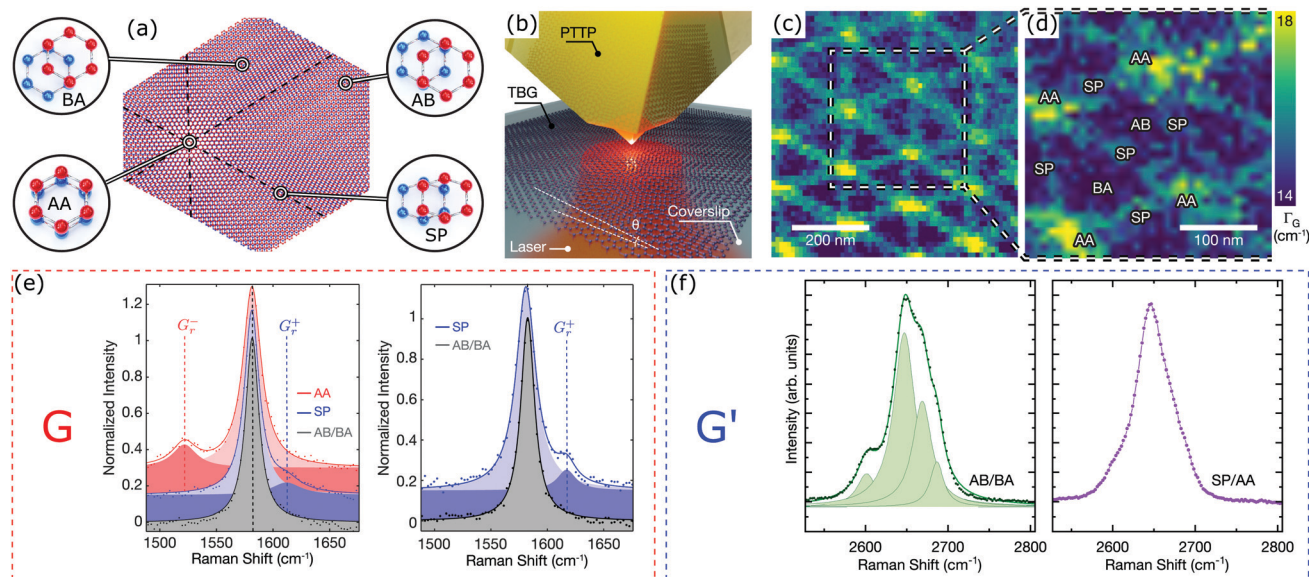 (a)
BA
AB
AA
SP
(b)
PTTP
TBG
θ
Coverslip
Laser
(c)
200 nm
(d)
AA
SP
AA
AB
SP
SP
SP
BA
AA
SP
AA
100 nm
18
14
Γ_G
(cm⁻¹)
(e)
G
Normalized Intensity
1.2
1
0.8
0.6
0.4
0.2
0
G_r^-
G_r^+
AA
SP
AB/BA
1500 1550 1600 1650
Raman Shift (cm⁻¹)
Normalized Intensity
1
0.8
0.6
0.4
0.2
0
SP
AB/BA
G_r^+
1500 1550 1600 1650
Raman Shift (cm⁻¹)
(f)
G'
Intensity (arb. units)
AB/BA
2600 2700 2800
Raman Shift (cm⁻¹)
SP/AA
2600 2700 2800
Raman Shift (cm⁻¹)